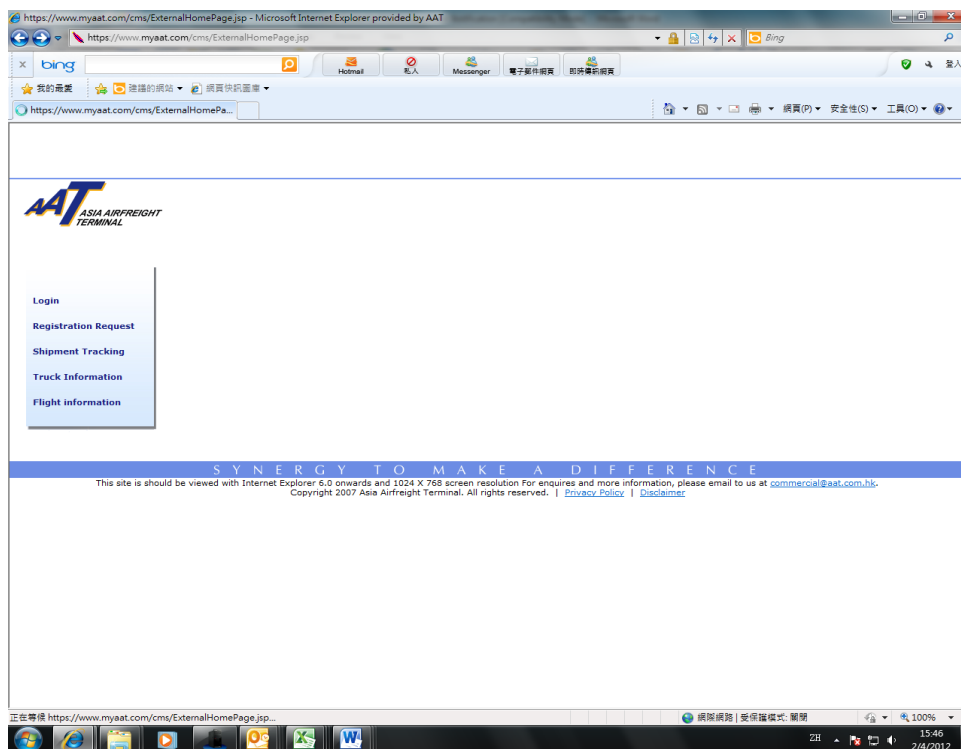 https://www.myaat.com/cms/ExternalHomePage.jsp - Microsoft Internet Explorer provided by AAT
https://www.myaat.com/cms/ExternalHomePage.jsp
Bing
bing
Hotmail
私人
Messenger
電子郵件網頁
即時傳訊網頁
登入
我的最愛
建議的網站
網頁快訊圖庫
https://www.myaat.com/cms/ExternalHomePa...
網頁(P)
安全性(S)
工具(O)
AAT ASIA AIRFREIGHT
TERMINAL
Login
Registration Request
Shipment Tracking
Truck Information
Flight information
SYNERGY TO MAKE A DIFFERENCE
This site is should be viewed with Internet Explorer 6.0 onwards and 1024 X 768 screen resolution For enquires and more information, please email to us at commercial@aat.com.hk.
Copyright 2007 Asia Airfreight Terminal. All rights reserved. | Privacy Policy | Disclaimer
正在等候 https://www.myaat.com/cms/ExternalHomePage.jsp...
網際網路 | 受保護模式: 關閉
100%
ZH
15:46
2/4/2012